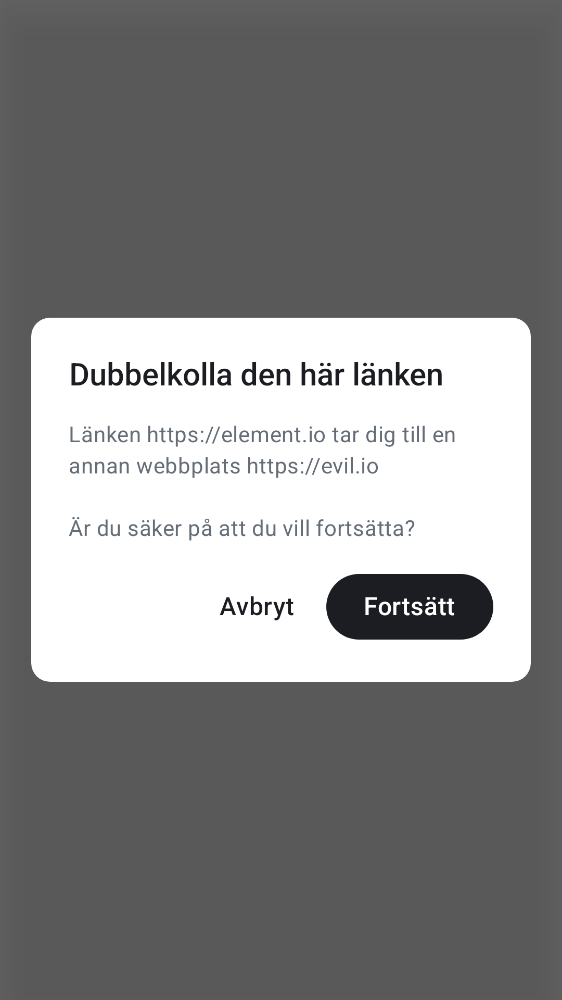 Dubbelkolla den här länken
Länken https://element.io tar dig till en
annan webbplats https://evil.io
Är du säker på att du vill fortsätta?
Avbryt
Fortsätt